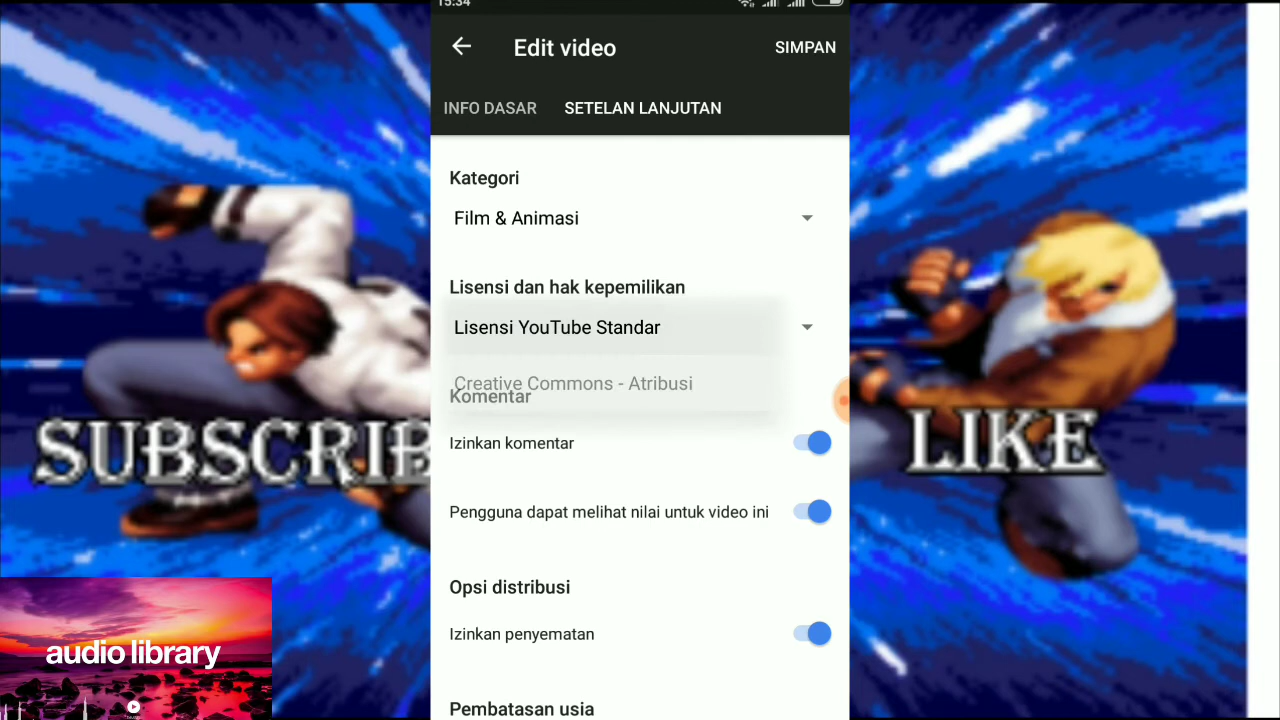 15:34
Edit video
SIMPAN
INFO DASAR
SETELAN LANJUTAN
Kategori
Film & Animasi
Lisensi dan hak kepemilikan
Lisensi YouTube Standar
Creative Commons - Atribusi
Komentar
Izinkan komentar
Pengguna dapat melihat nilai untuk video ini
Opsi distribusi
Izinkan penyematan
Pembatasan usia
SUBSCRIB
LIKE
audio library